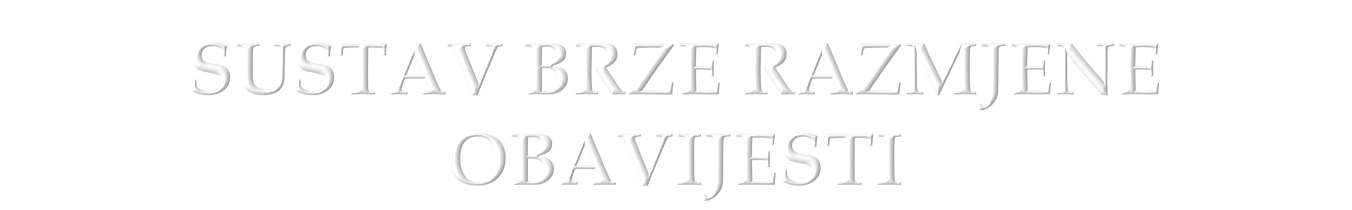 SUSTAV BRZE RAZMJENE
OBAVIJESTI